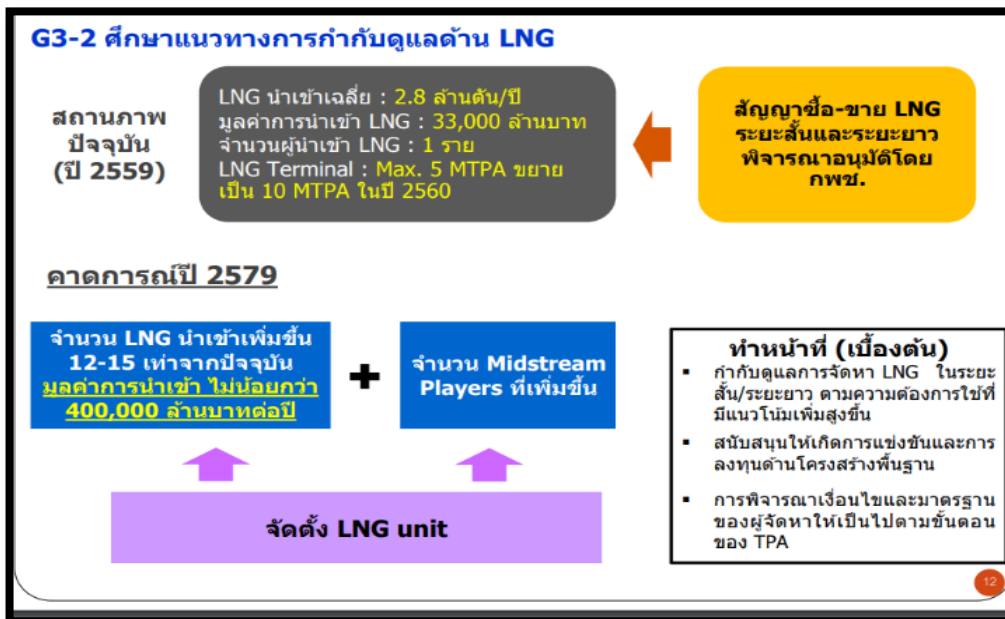 G3-2 ศึกษาแนวทางการกำกับดูแลด้าน LNG
สถานภาพ
ปัจจุบัน
(ปี 2559)
LNG นำเข้าเฉลี่ย : 2.8 ล้านตัน/ปี
มูลค่าการนำเข้า LNG : 33,000 ล้านบาท
จำนวนผู้นำเข้า LNG : 1 ราย
LNG Terminal : Max. 5 MTPA ขยาย
เป็น 10 MTPA ในปี 2560
สัญญาซื้อ-ขาย LNG
ระยะสั้นและระยะยาว
พิจารณาอนุมัติโดย
กพช.
คาดการณ์ปี 2579
จำนวน LNG นำเข้าเพิ่มขึ้น
12-15 เท่าจากปัจจุบัน
มูลค่าการนำเข้า ไม่น้อยกว่า
400,000 ล้านบาทต่อปี
+
จำนวน Midstream
Players ที่เพิ่มขึ้น
จัดตั้ง LNG unit
ทำหน้าที่ (เบื้องต้น)
▪ กำกับดูแลการจัดหา LNG ในระยะ
สั้น/ระยะยาว ตามความต้องการใช้ที่
มีแนวโน้มเพิ่มสูงขึ้น
▪ สนับสนุนให้เกิดการแข่งขันและการ
ลงทุนด้านโครงสร้างพื้นฐาน
▪ การพิจารณาเงื่อนไขและมาตรฐาน
ของผู้จัดหาให้เป็นไปตามขั้นตอน
ของ TPA
12